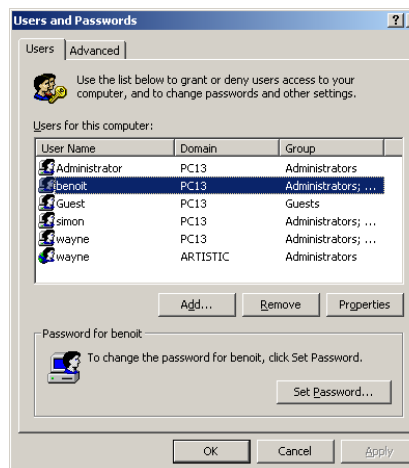 Users and Passwords
Users Advanced
Use the list below to grant or deny users access to your
computer, and to change passwords and other settings.
Users for this computer:
User Name Domain Group
Administrator PC13 Administrators
benoit PC13 Administrators; ...
Guest PC13 Guests
simon PC13 Administrators; ...
wayne PC13 Administrators; ...
wayne ARTISTIC Administrators
Add... Remove Properties
Password for benoit
To change the password for benoit, click Set Password.
Set Password...
OK Cancel Apply